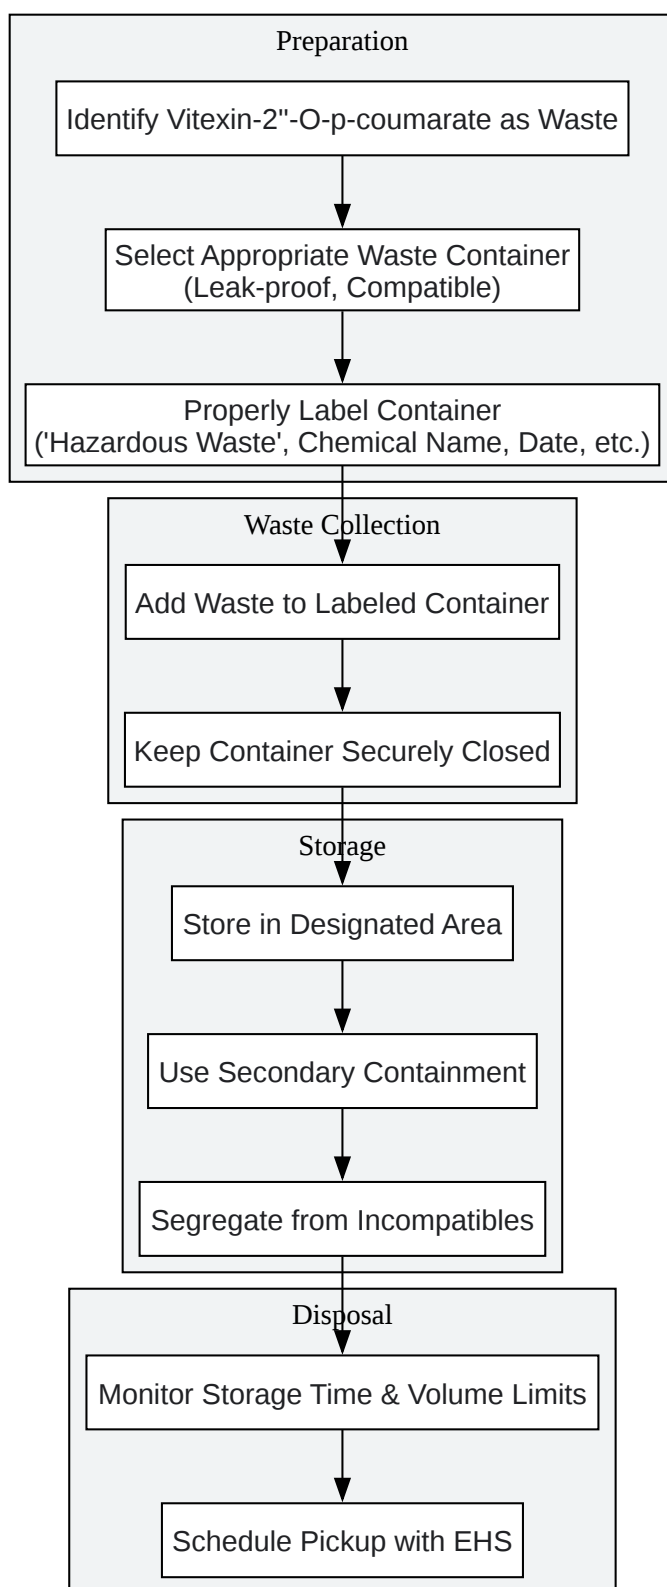 Preparation
Identify Vitexin-2"-O-p-coumarate as Waste
Select Appropriate Waste Container
(Leak-proof, Compatible)
Properly Label Container
('Hazardous Waste', Chemical Name, Date, etc.)
Waste Collection
Add Waste to Labeled Container
Keep Container Securely Closed
Storage
Store in Designated Area
Use Secondary Containment
Segregate from Incompatibles
Disposal
Monitor Storage Time & Volume Limits
Schedule Pickup with EHS